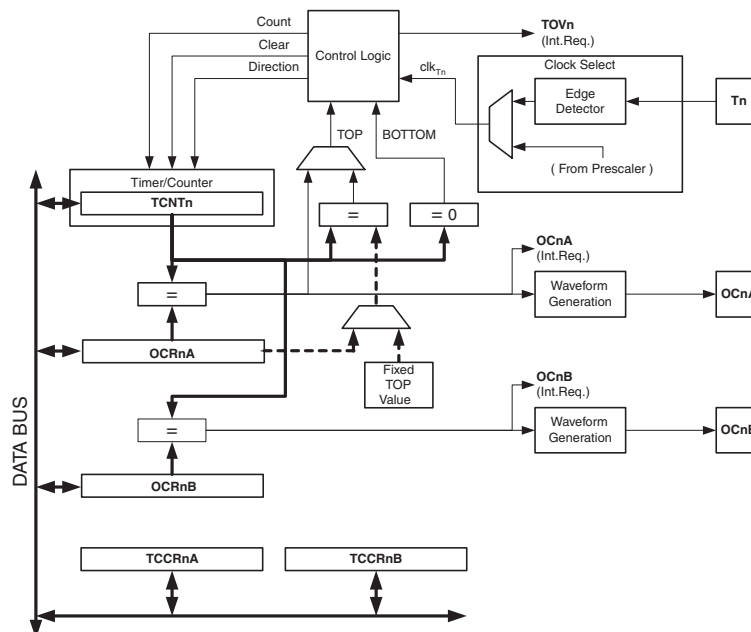 Count
Clear
Direction
Control Logic
TOVn
(Int.Req.)
clkTn
Clock Select
Edge
Detector
Tn
( From Prescaler )
TOP
BOTTOM
Timer/Counter
TCNTn
=
= 0
OCnA
(Int.Req.)
=
Waveform
Generation
OCnA
OCRnA
Fixed
TOP
Value
OCnB
(Int.Req.)
=
Waveform
Generation
OCnB
OCRnB
DATA BUS
TCCRnA
TCCRnB